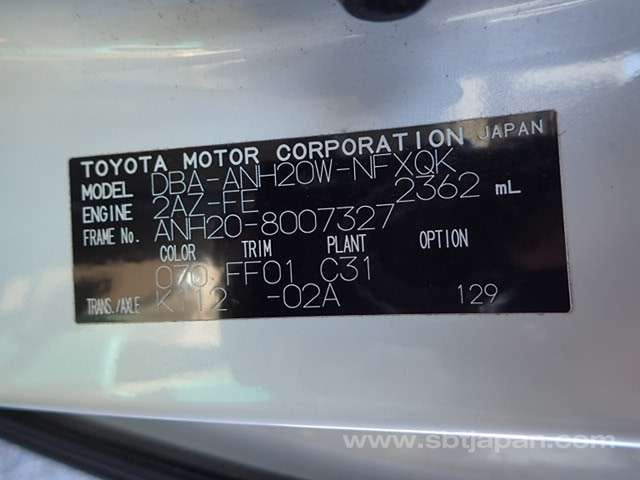 TOYOTA MOTOR CORPORATION JAPAN
MODEL DBA-ANH20W-NFXQK
ENGINE 2AZ-FE 2362 mL
FRAME No. ANH20-8007327
COLOR TRIM PLANT OPTION
070 FF01 C31
TRANS./AXLE K112 -02A 129
www.sbtjapan.com